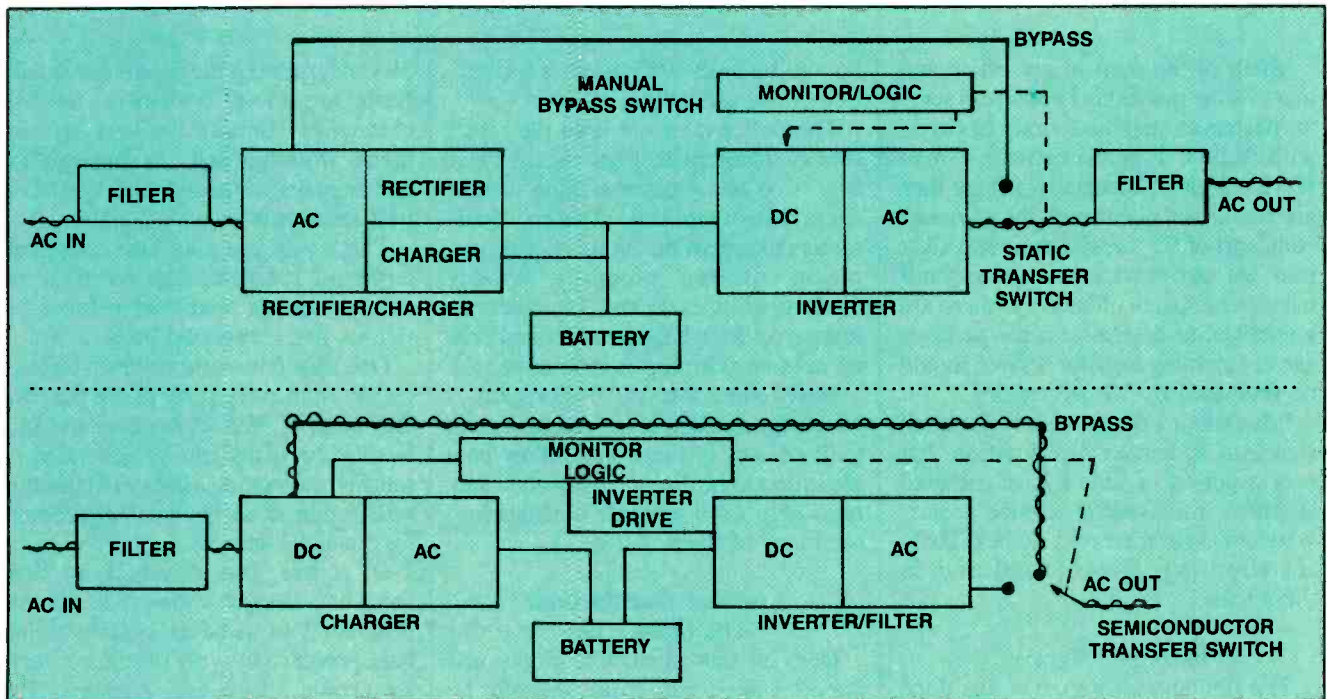 BYPASS
MANUAL
BYPASS SWITCH
MONITOR/LOGIC
FILTER
AC IN
AC
RECTIFIER
CHARGER
RECTIFIER/CHARGER
BATTERY
DC
AC
INVERTER
STATIC
TRANSFER
SWITCH
FILTER
AC OUT
BYPASS
MONITOR
LOGIC
INVERTER
DRIVE
FILTER
AC IN
DC
AC
CHARGER
BATTERY
DC
AC
INVERTER/FILTER
AC OUT
SEMICONDUCTOR
TRANSFER SWITCH